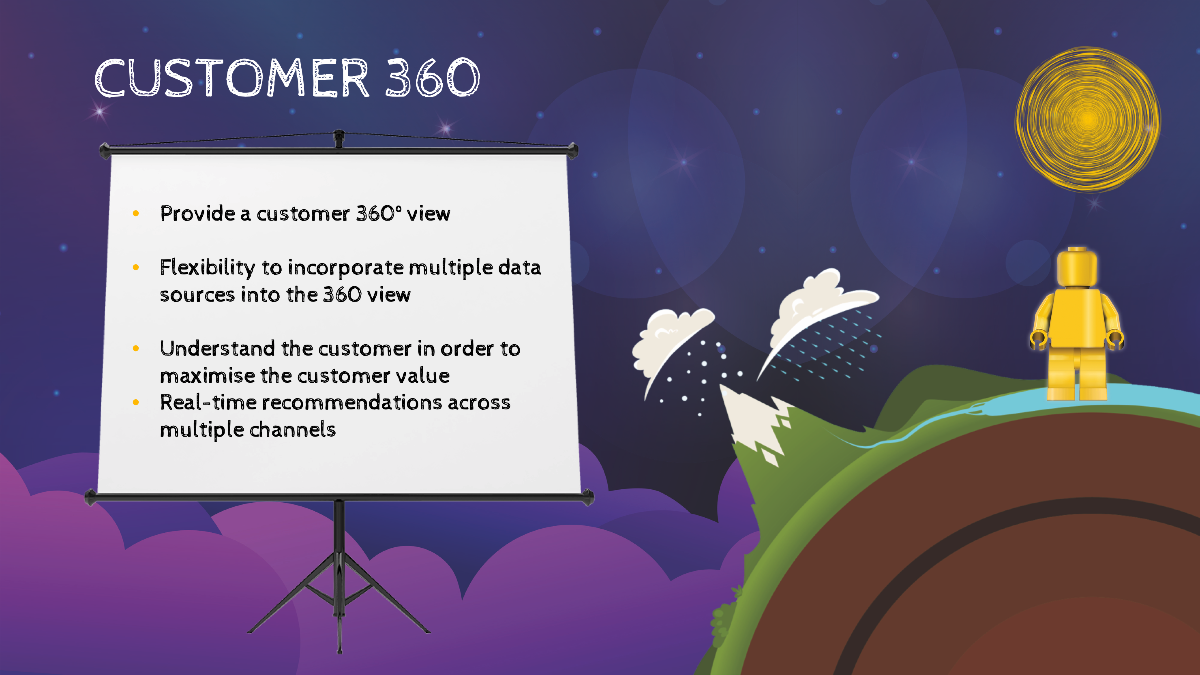 CUSTOMER 360
• Provide a customer 360° view
• Flexibility to incorporate multiple data
sources into the 360 view
• Understand the customer in order to
maximise the customer value
• Real-time recommendations across
multiple channels